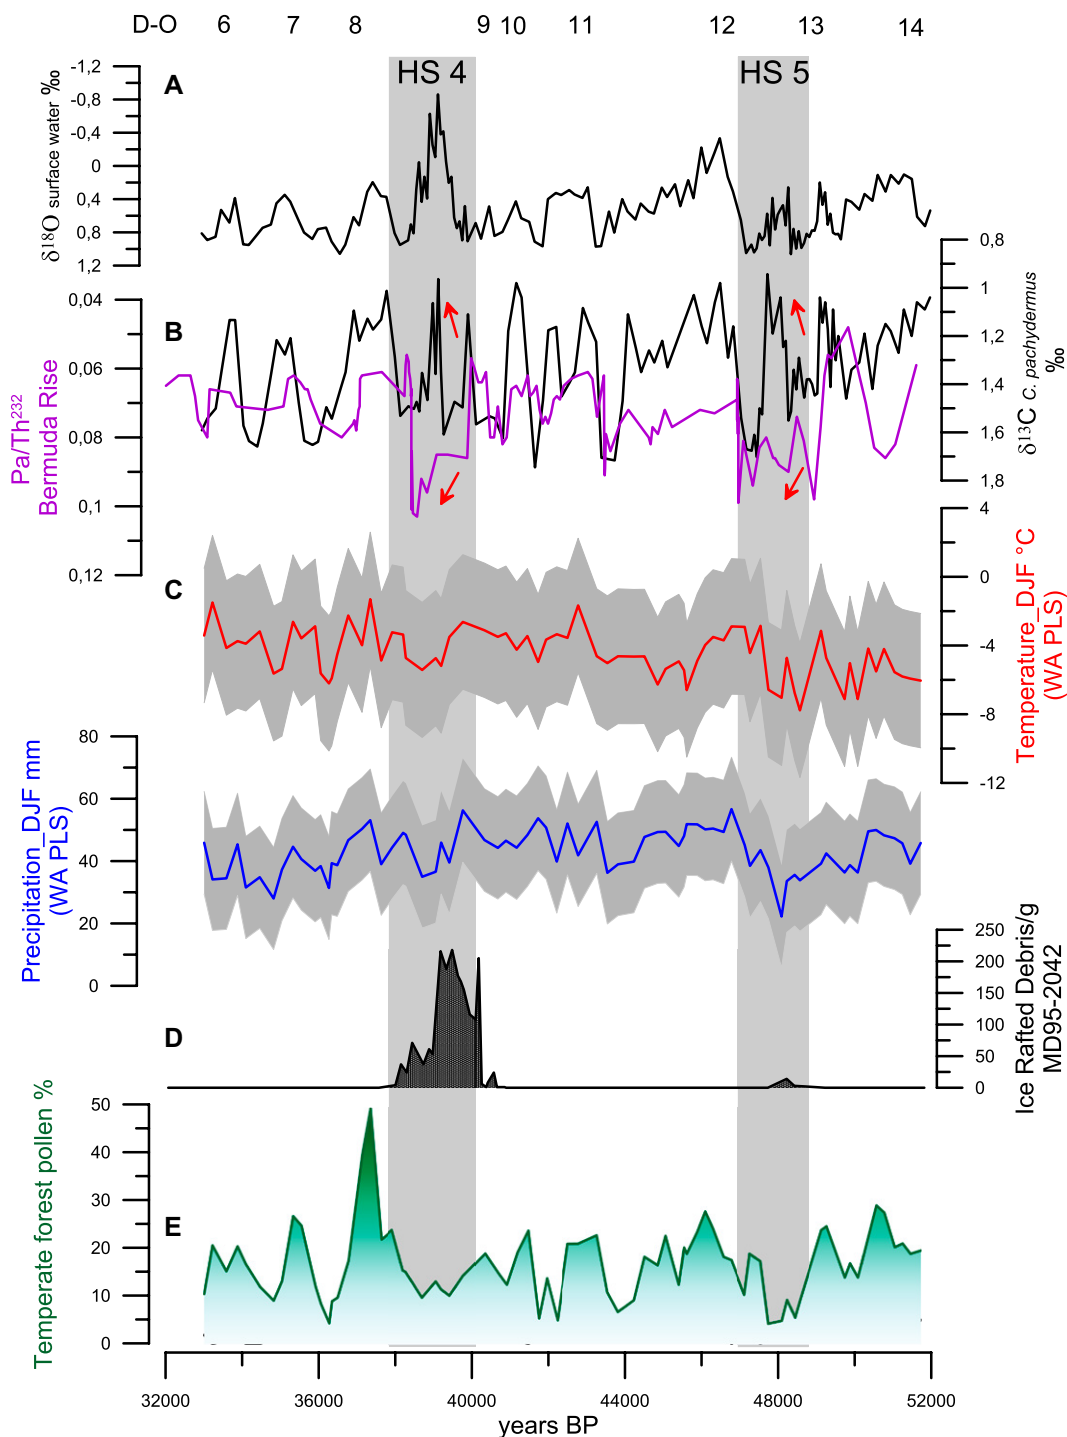 D-O 6 7 8 9 10 11 12 13 14
HS 4 HS 5
A
-1,2
-0,8
-0,4
0
0,4
0,8
1,2
δ18O surface water ‰
B
0,04
0,06
0,08
0,1
0,12
Pa/Th232
Bermuda Rise
0,8
1
1,2
1,4
1,6
1,8
δ13C C. pachydermus
‰
C
4
0
-4
-8
-12
Temperature_DJF °C
(WA PLS)
80
60
40
20
0
Precipitation_DJF mm
(WA PLS)
D
250
200
150
100
50
0
Ice Rafted Debris/g
MD95-2042
E
50
40
30
20
10
0
Temperate forest pollen %
32000 36000 40000 44000 48000 52000
years BP